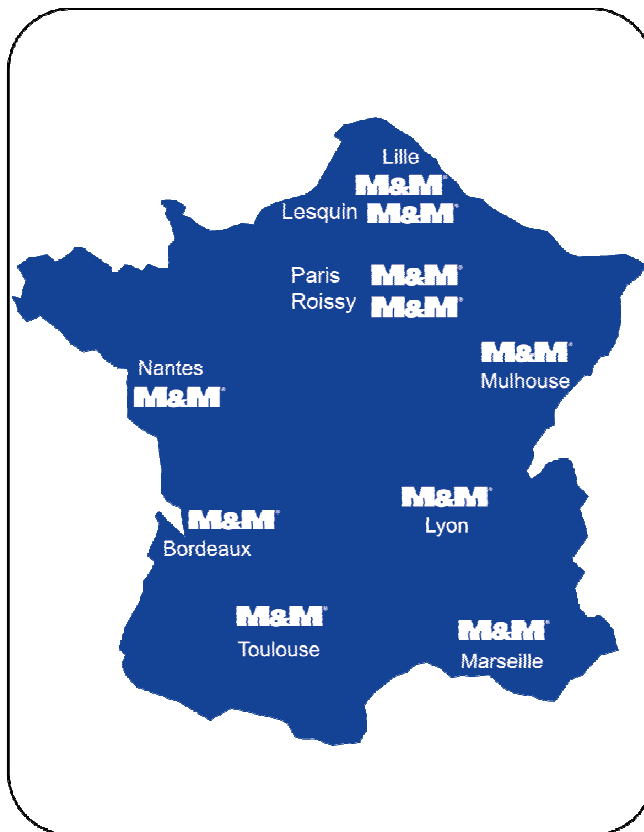 Lille
M&M®
Lesquin M&M®
Paris M&M®
Roissy M&M®
M&M®
Mulhouse
Nantes
M&M®
M&M®
Lyon
M&M®
Bordeaux
M&M®
Toulouse
M&M®
Marseille